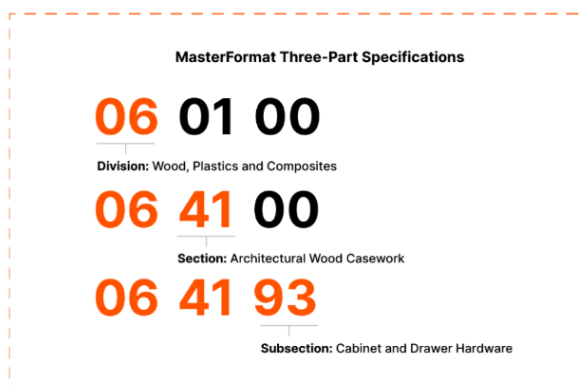 MasterFormat Three-Part Specifications
06 01 00
Division: Wood, Plastics and Composites
06 41 00
Section: Architectural Wood Casework
06 41 93
Subsection: Cabinet and Drawer Hardware